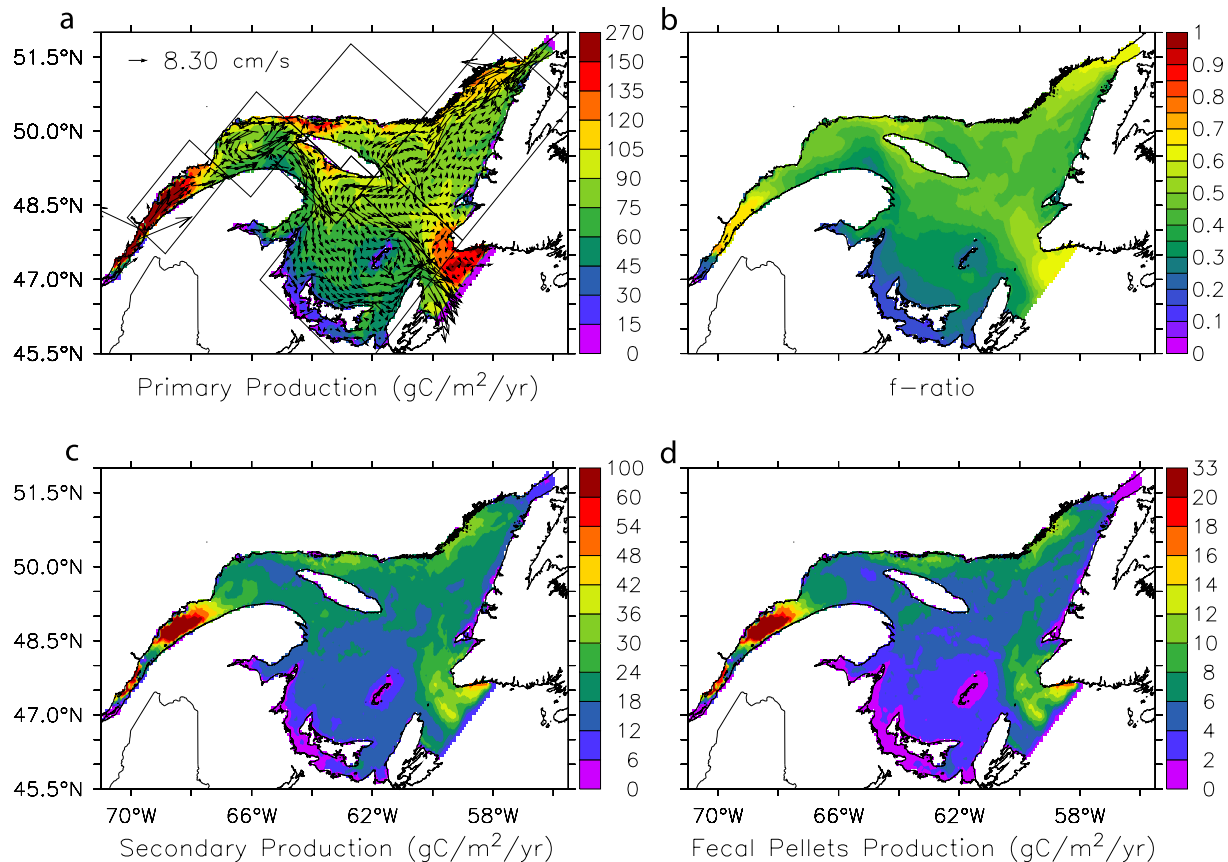 a
b
8.30 cm/s
51.5°N
50.0°N
48.5°N
47.0°N
45.5°N
270
150
135
120
105
90
75
60
45
30
15
0
1
0.9
0.8
0.7
0.6
0.5
0.4
0.3
0.2
0.1
0
Primary Production (gC/m²/yr)
f-ratio
c
d
51.5°N
50.0°N
48.5°N
47.0°N
45.5°N
100
60
54
48
42
36
30
24
18
12
6
0
33
20
18
16
14
12
10
8
6
4
2
0
70°W 66°W 62°W 58°W
70°W 66°W 62°W 58°W
Secondary Production (gC/m²/yr)
Fecal Pellets Production (gC/m²/yr)